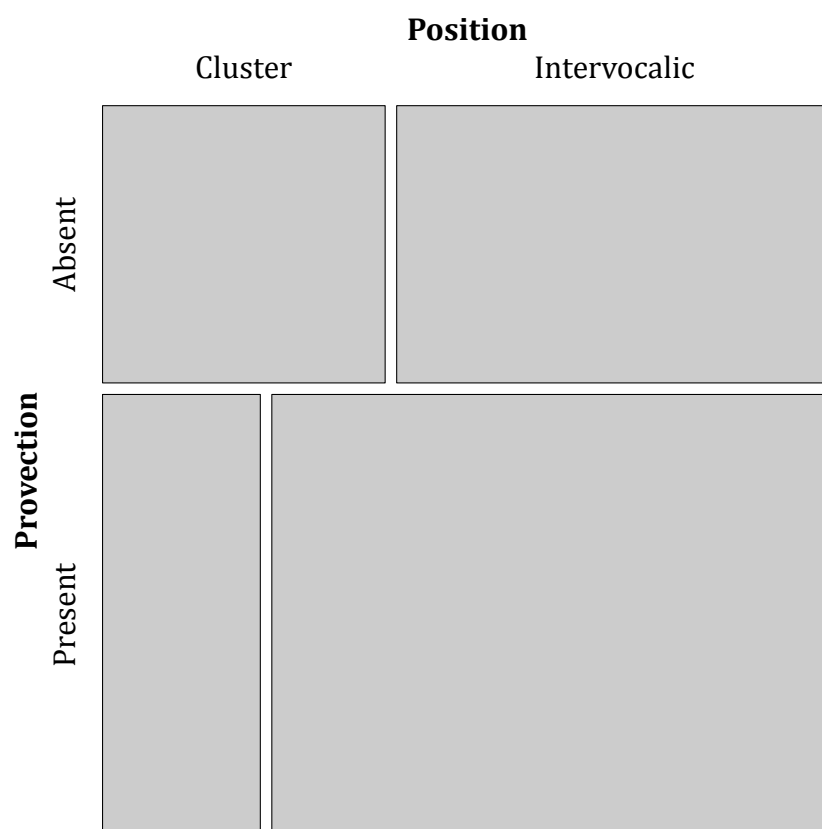 Position
Cluster Intervocalic
Provection
Absent
Present